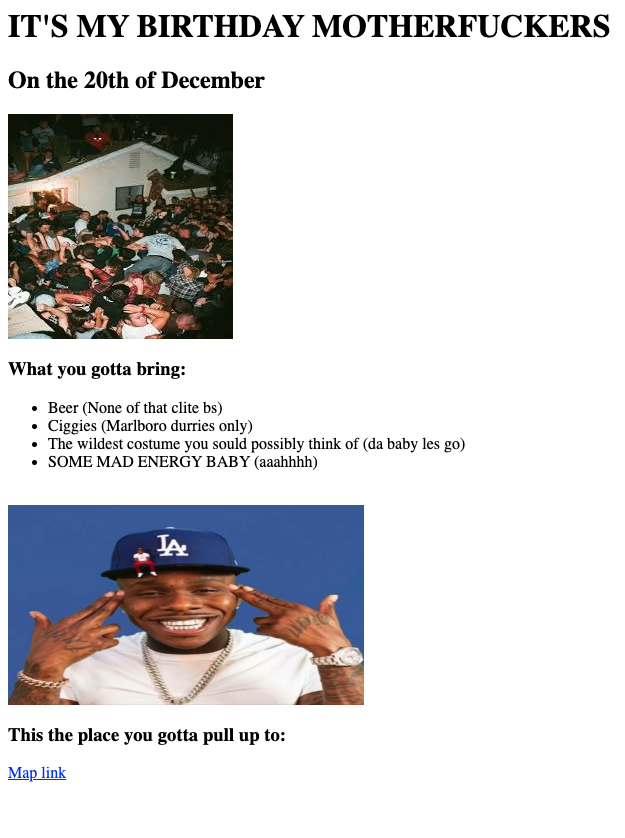 IT'S MY BIRTHDAY MOTHERFUCKERS
On the 20th of December
What you gotta bring:
Beer (None of that clite bs)
Ciggies (Marlboro durries only)
The wildest costume you sould possibly think of (da baby les go)
SOME MAD ENERGY BABY (aaahhhh)
LA
This the place you gotta pull up to:
Map link